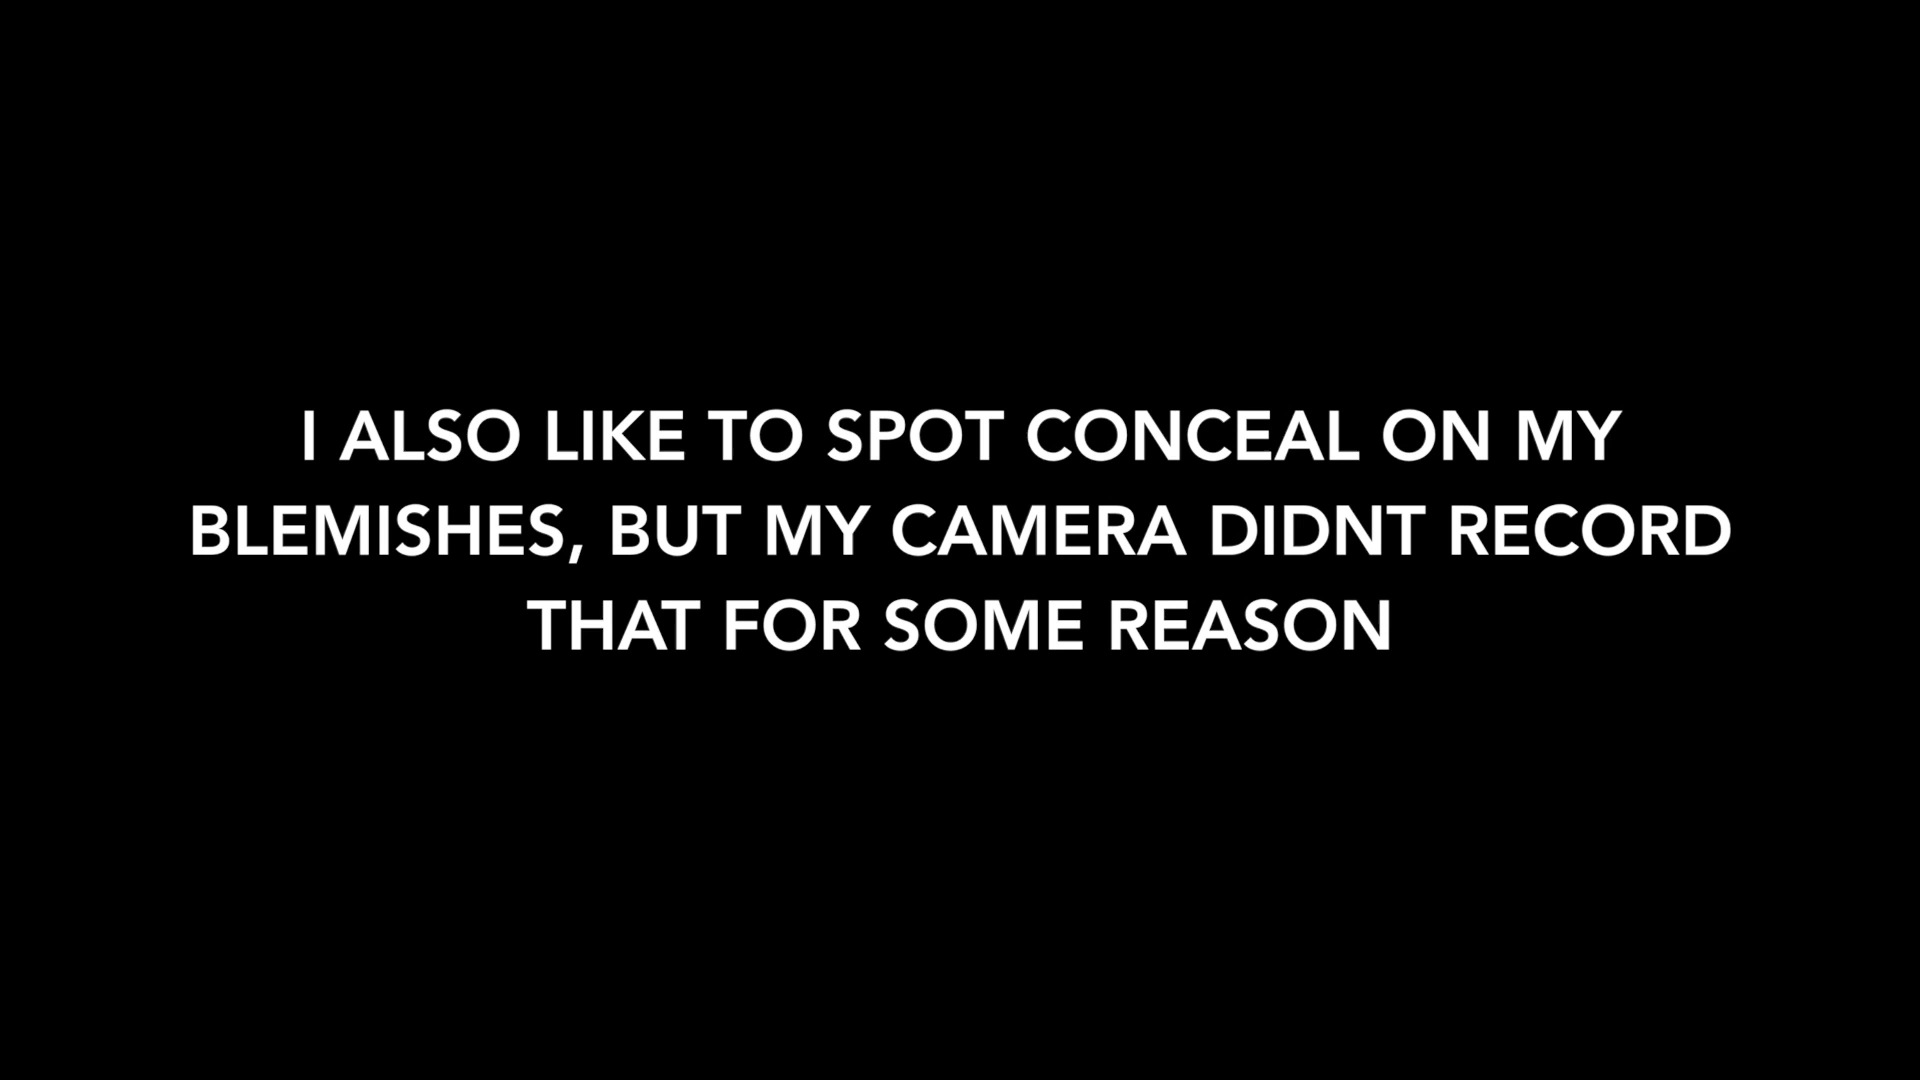 I ALSO LIKE TO SPOT CONCEAL ON MY
BLEMISHES, BUT MY CAMERA DIDNT RECORD
THAT FOR SOME REASON